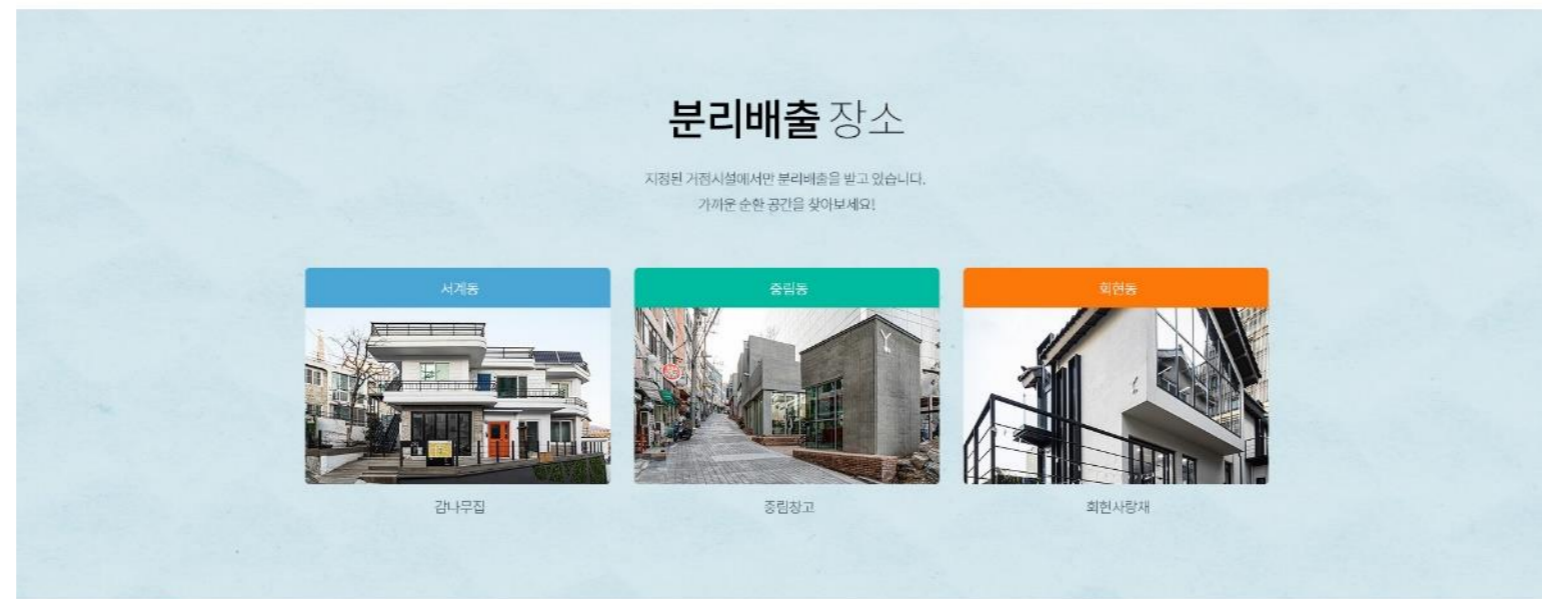 분리배출 장소
지정된 거점시설에서만 분리배출을 받고 있습니다.
가까운 순환 공간을 찾아보세요!
서계동
중림동
회현동
감나무집
중림창고
회현사랑채